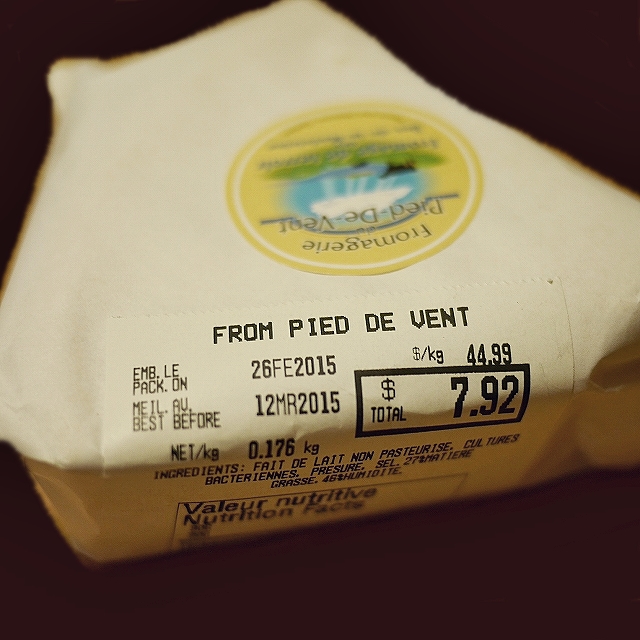 Fromagerie
Pied-De-Vent
FROM PIED DE VENT
$/kg 44.99
EMB.LE
PACK.ON 26FE2015
MEIL.AU.
BEST BEFORE 12MR2015
$
TOTAL 7.92
NET/kg 0.176 kg
INGREDIENTS: FAIT DE LAIT NON PASTEURISE, CULTURES
BACTERIENNES, PRESURE, SEL, 27%MATIERE
GRASSE, 46%HUMIDITE.
Valeur nutritive
Nutrition Facts